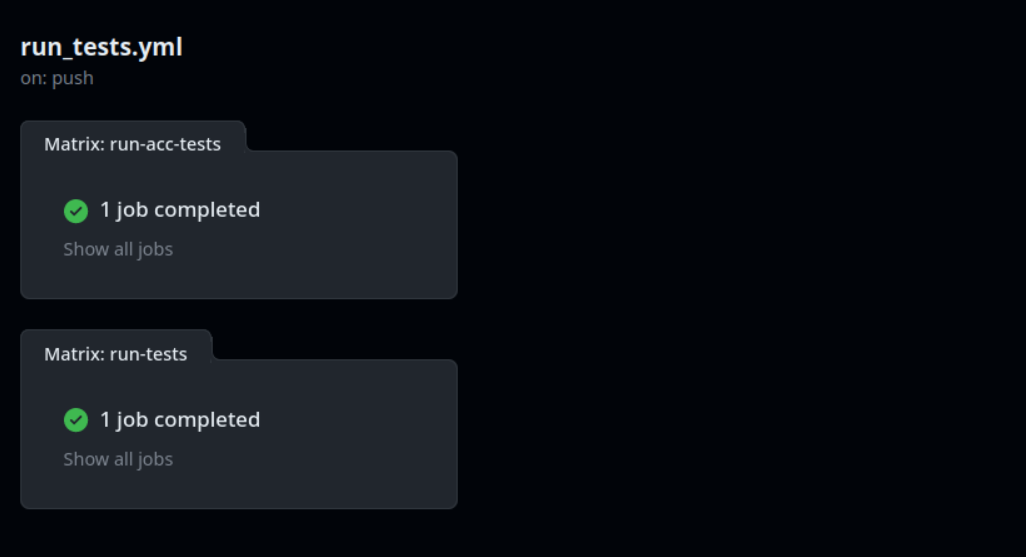 run_tests.yml
on: push
Matrix: run-acc-tests
1 job completed
Show all jobs
Matrix: run-tests
1 job completed
Show all jobs